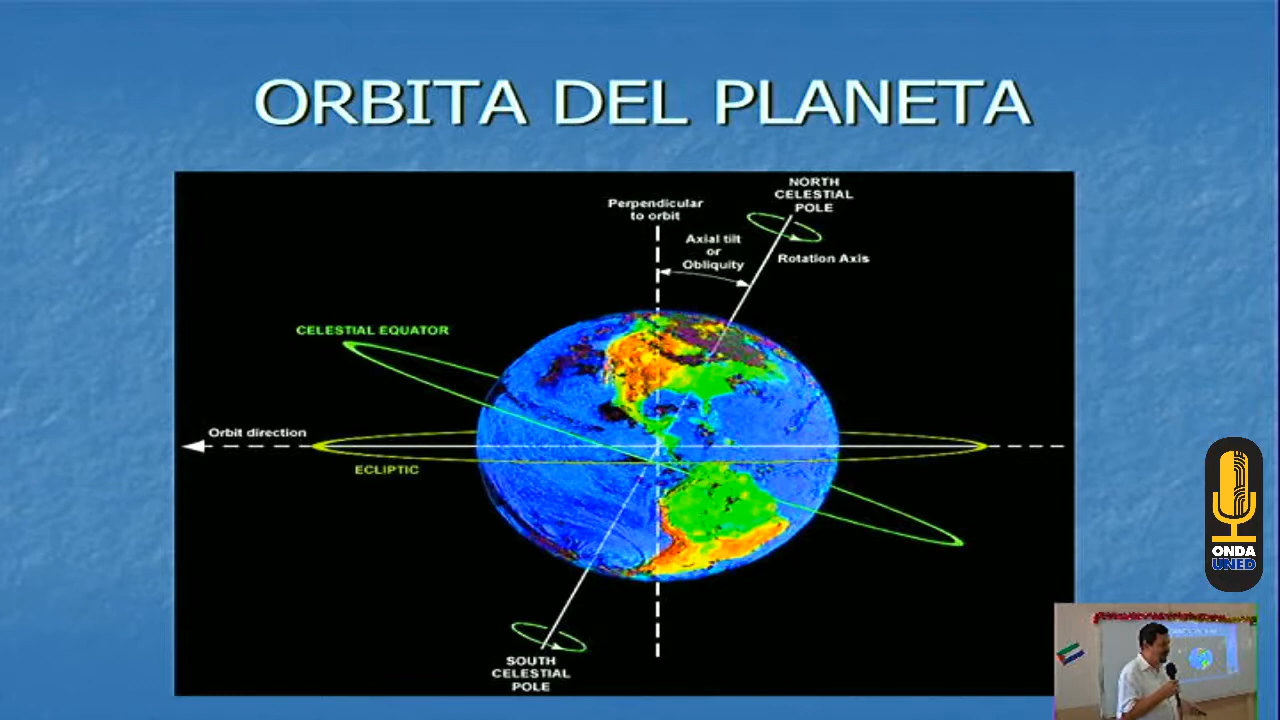 ORBITA DEL PLANETA
NORTH
CELESTIAL
POLE
Perpendicular
to orbit
Axial tilt
or
Obliquity
Rotation Axis
CELESTIAL EQUATOR
Orbit direction
ECLIPTIC
SOUTH
CELESTIAL
POLE
ONDA
UNED